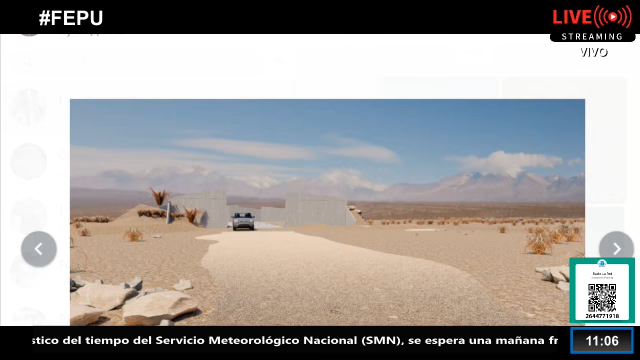 #FEPU
LIVE
STREAMING
VIVO
2644771918
stico del tiempo del Servicio Meteorológico Nacional (SMN), se espera una mañana fr
11:06